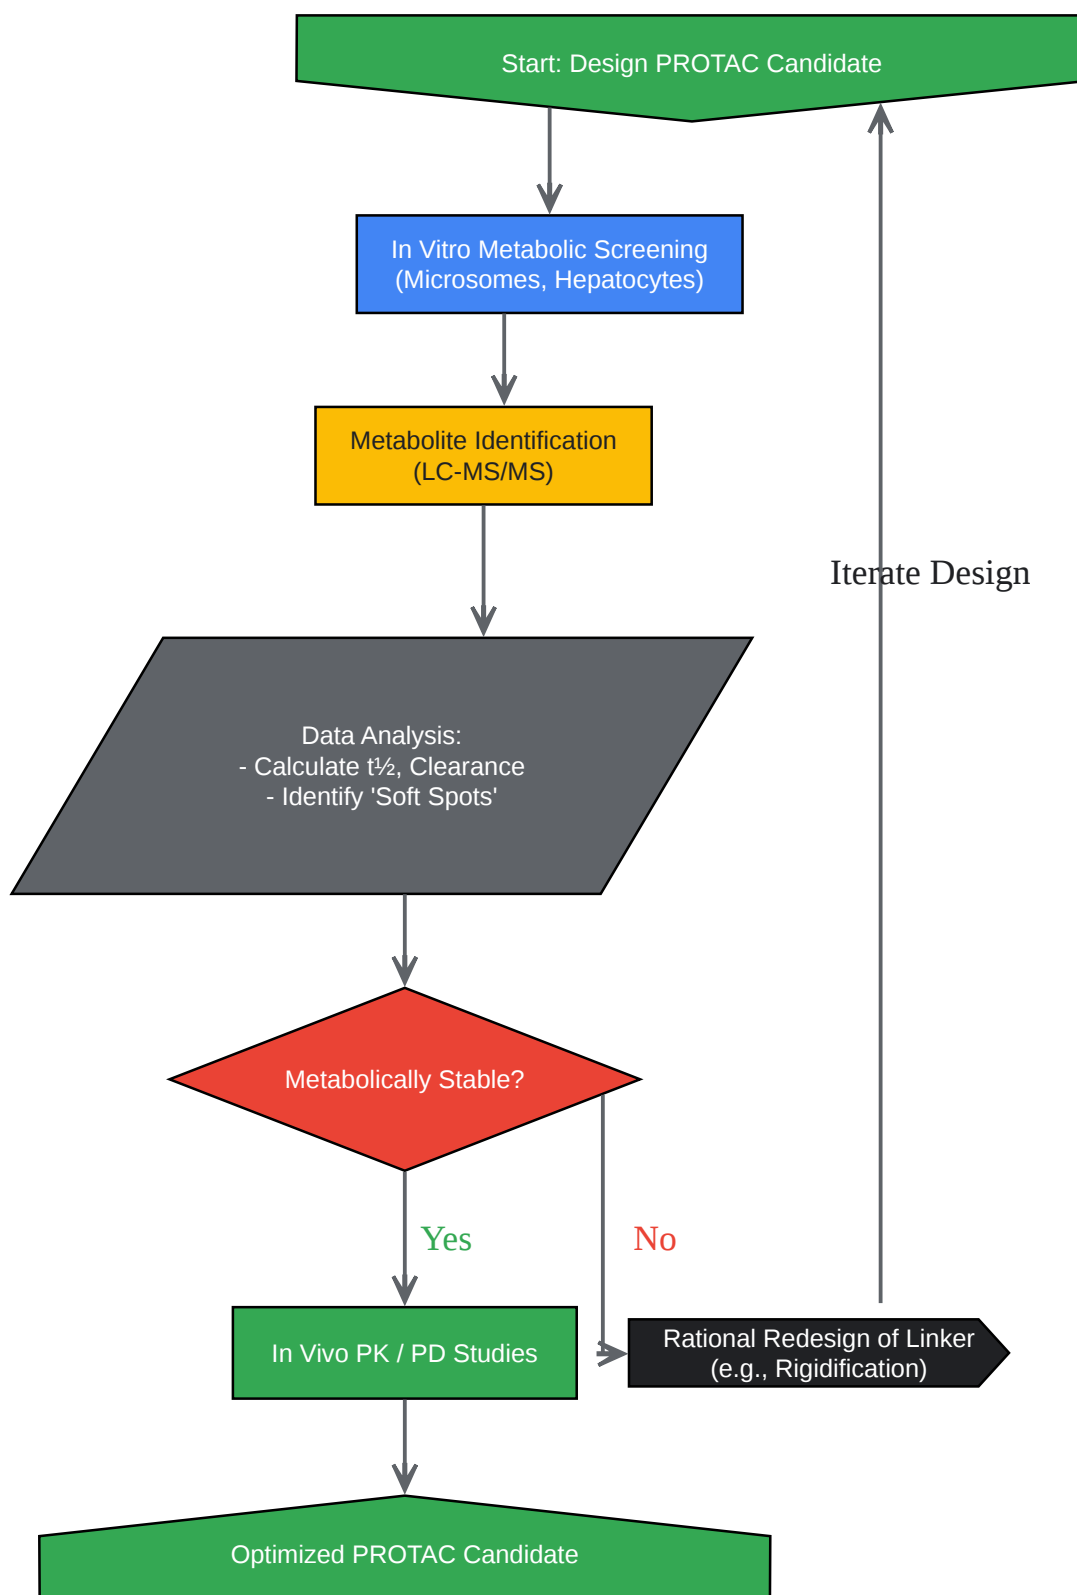 Start: Design PROTAC Candidate
In Vitro Metabolic Screening
(Microsomes, Hepatocytes)
Metabolite Identification
(LC-MS/MS)
Iterate Design
Data Analysis:
- Calculate t½, Clearance
- Identify 'Soft Spots'
Metabolically Stable?
Yes
No
In Vivo PK / PD Studies
Rational Redesign of Linker
(e.g., Rigidification)
Optimized PROTAC Candidate